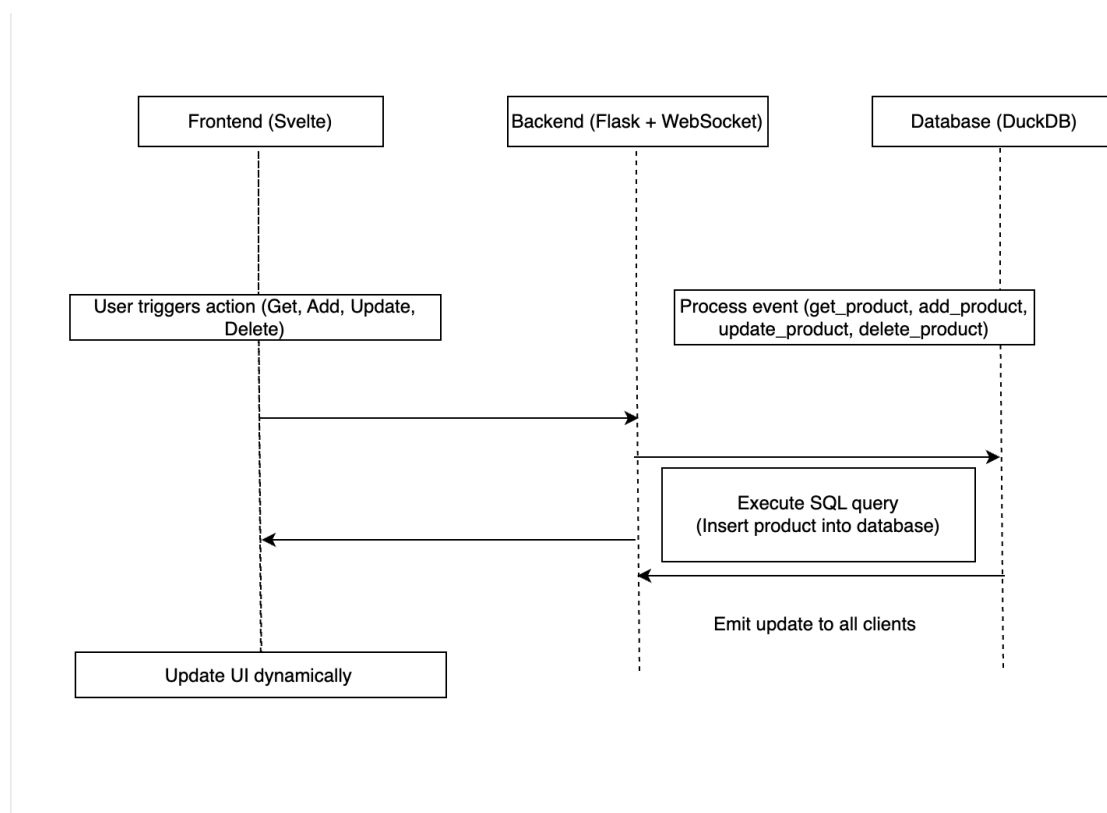 Frontend (Svelte)
Backend (Flask + WebSocket)
Database (DuckDB)
User triggers action (Get, Add, Update,
Delete)
Process event (get_product, add_product,
update_product, delete_product)
Execute SQL query
(Insert product into database)
Emit update to all clients
Update UI dynamically